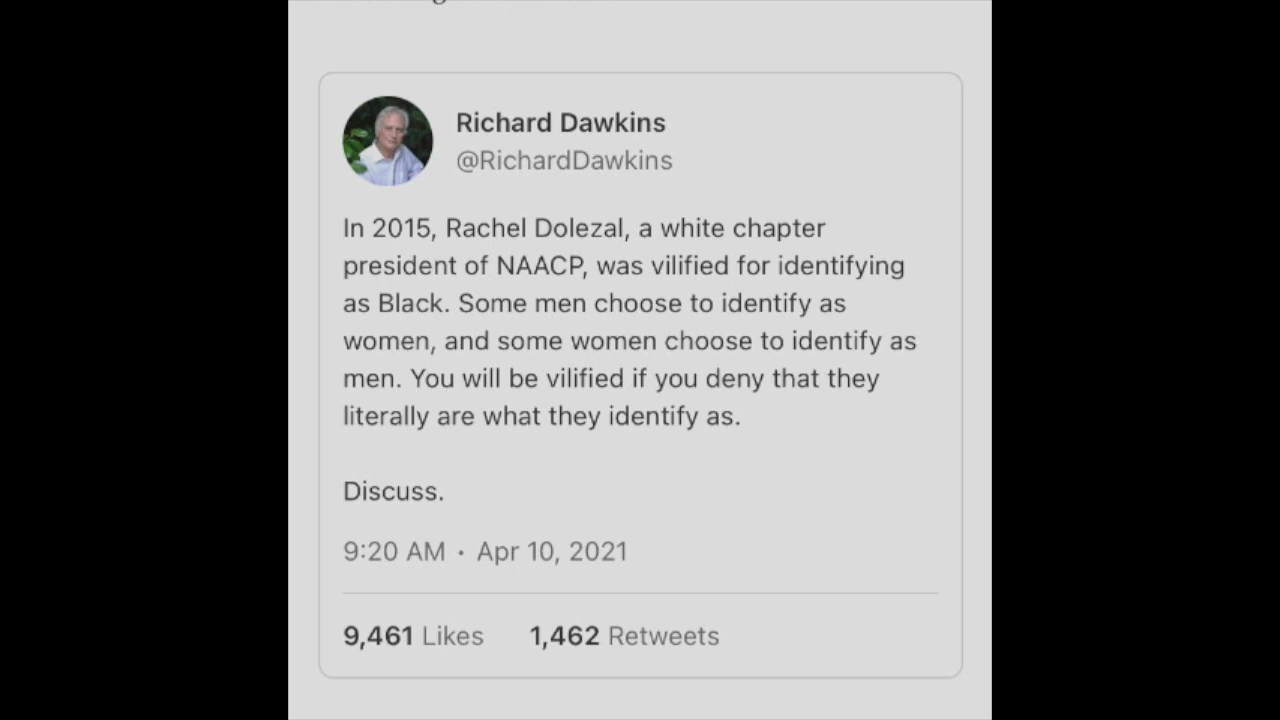 Richard Dawkins
@RichardDawkins
In 2015, Rachel Dolezal, a white chapter
president of NAACP, was vilified for identifying
as Black. Some men choose to identify as
women, and some women choose to identify as
men. You will be vilified if you deny that they
literally are what they identify as.
Discuss.
9:20 AM · Apr 10, 2021
9,461 Likes 1,462 Retweets